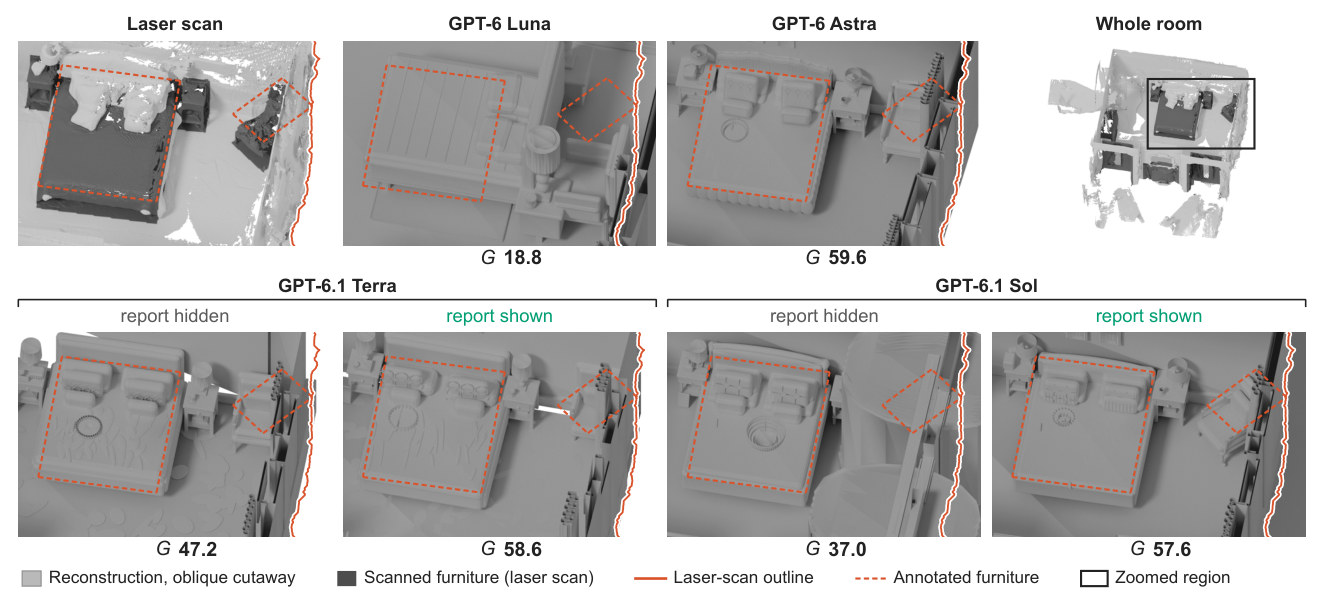 Laser scan GPT-6 Luna GPT-6 Astra Whole room
G 18.8 G 59.6
GPT-6.1 Terra GPT-6.1 Sol
report hidden report shown report hidden report shown
G 47.2 G 58.6 G 37.0 G 57.6
Reconstruction, oblique cutaway Scanned furniture (laser scan) Laser-scan outline Annotated furniture Zoomed region